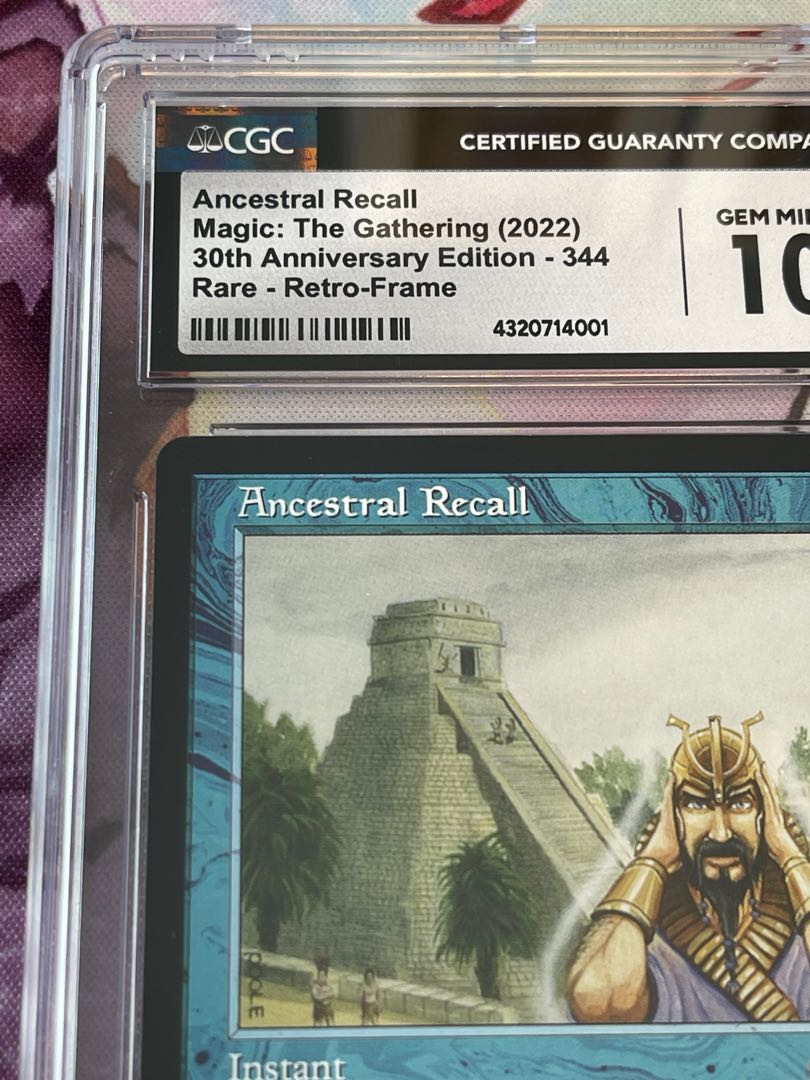 CGC
CERTIFIED GUARANTY COMPA
Ancestral Recall
Magic: The Gathering (2022)
30th Anniversary Edition - 344
Rare - Retro-Frame
4320714001
GEM MI
10
Ancestral Recall
POOLE
Instant